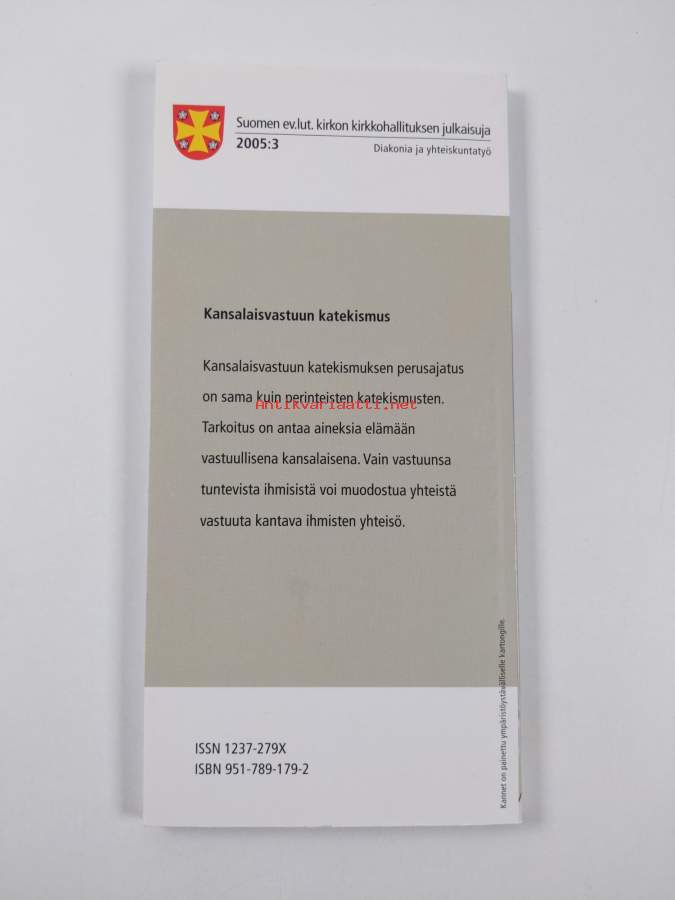 Suomen ev.lut. kirkon kirkkohallituksen julkaisuja
2005:3
Diakonia ja yhteiskuntatyö
Kansalaisvastuun katekismus
Kansalaisvastuun katekismuksen perusajatus
on sama kuin perinteisten katekismusten.
Antikvariaatti.net
Tarkoitus on antaa aineksia elämään
vastuullisena kansalaisena. Vain vastuunsa
tuntevista ihmisistä voi muodostua yhteistä
vastuuta kantava ihmisten yhteisö.
Kannet on painettu ympäristöystävälliselle kartongille.
ISSN 1237-279X
ISBN 951-789-179-2